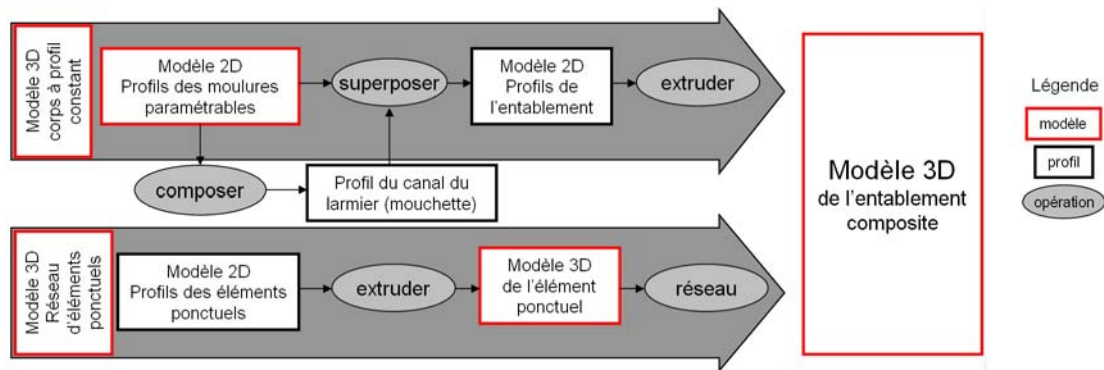 Modèle 3D
corps à profil
constant
Modèle 2D
Profils des moulures
paramétrables
superposer
Modèle 2D
Profils de
l'entablement
extruder
composer
Profil du canal du
larmier (mouchette)
Modèle 3D
Réseau
d'éléments
ponctuels
Modèle 2D
Profils des éléments
ponctuels
extruder
Modèle 3D
de l'élément
ponctuel
réseau
Modèle 3D
de l'entablement
composite
Légende
modèle
profil
opération